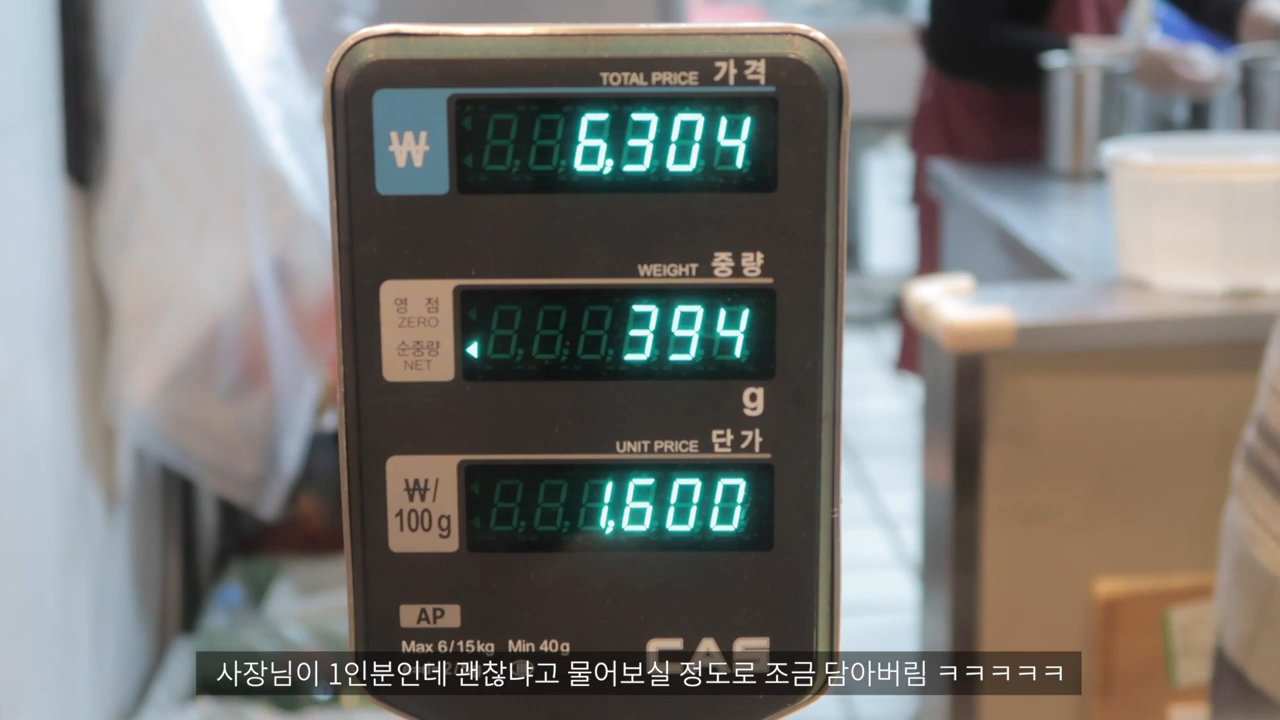 TOTAL PRICE 가격
₩ 6,304
WEIGHT 중량
영 점
ZERO
순중량
NET
394
g
UNIT PRICE 단가
₩/
100g
1,600
AP
Max 6/15kg Min 40g
CAS
사장님이 1인분인데 괜찮냐고 물어보실 정도로 조금 담아버림 ㅋㅋㅋㅋㅋ